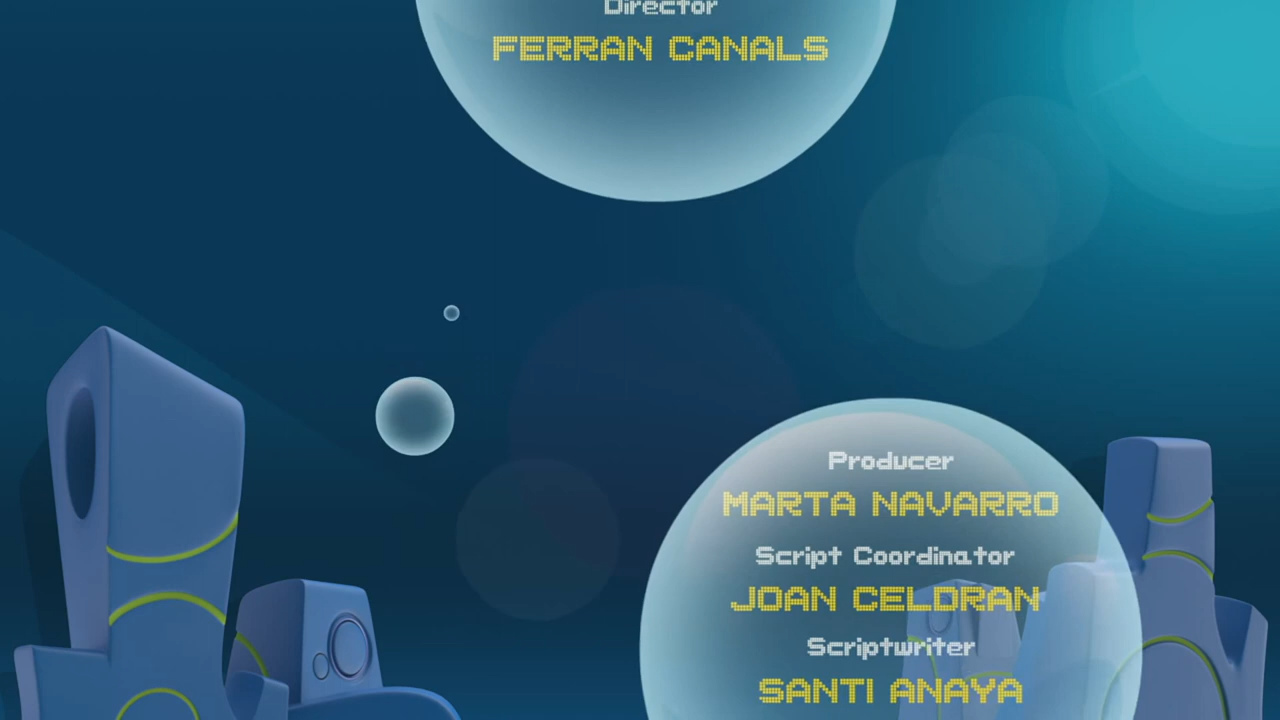 Director
FERRAN CANALS
Producer
MARTA NAVARRO
Script Coordinator
JOAN CELDRAN
Scriptwriter
SANTI ANAYA